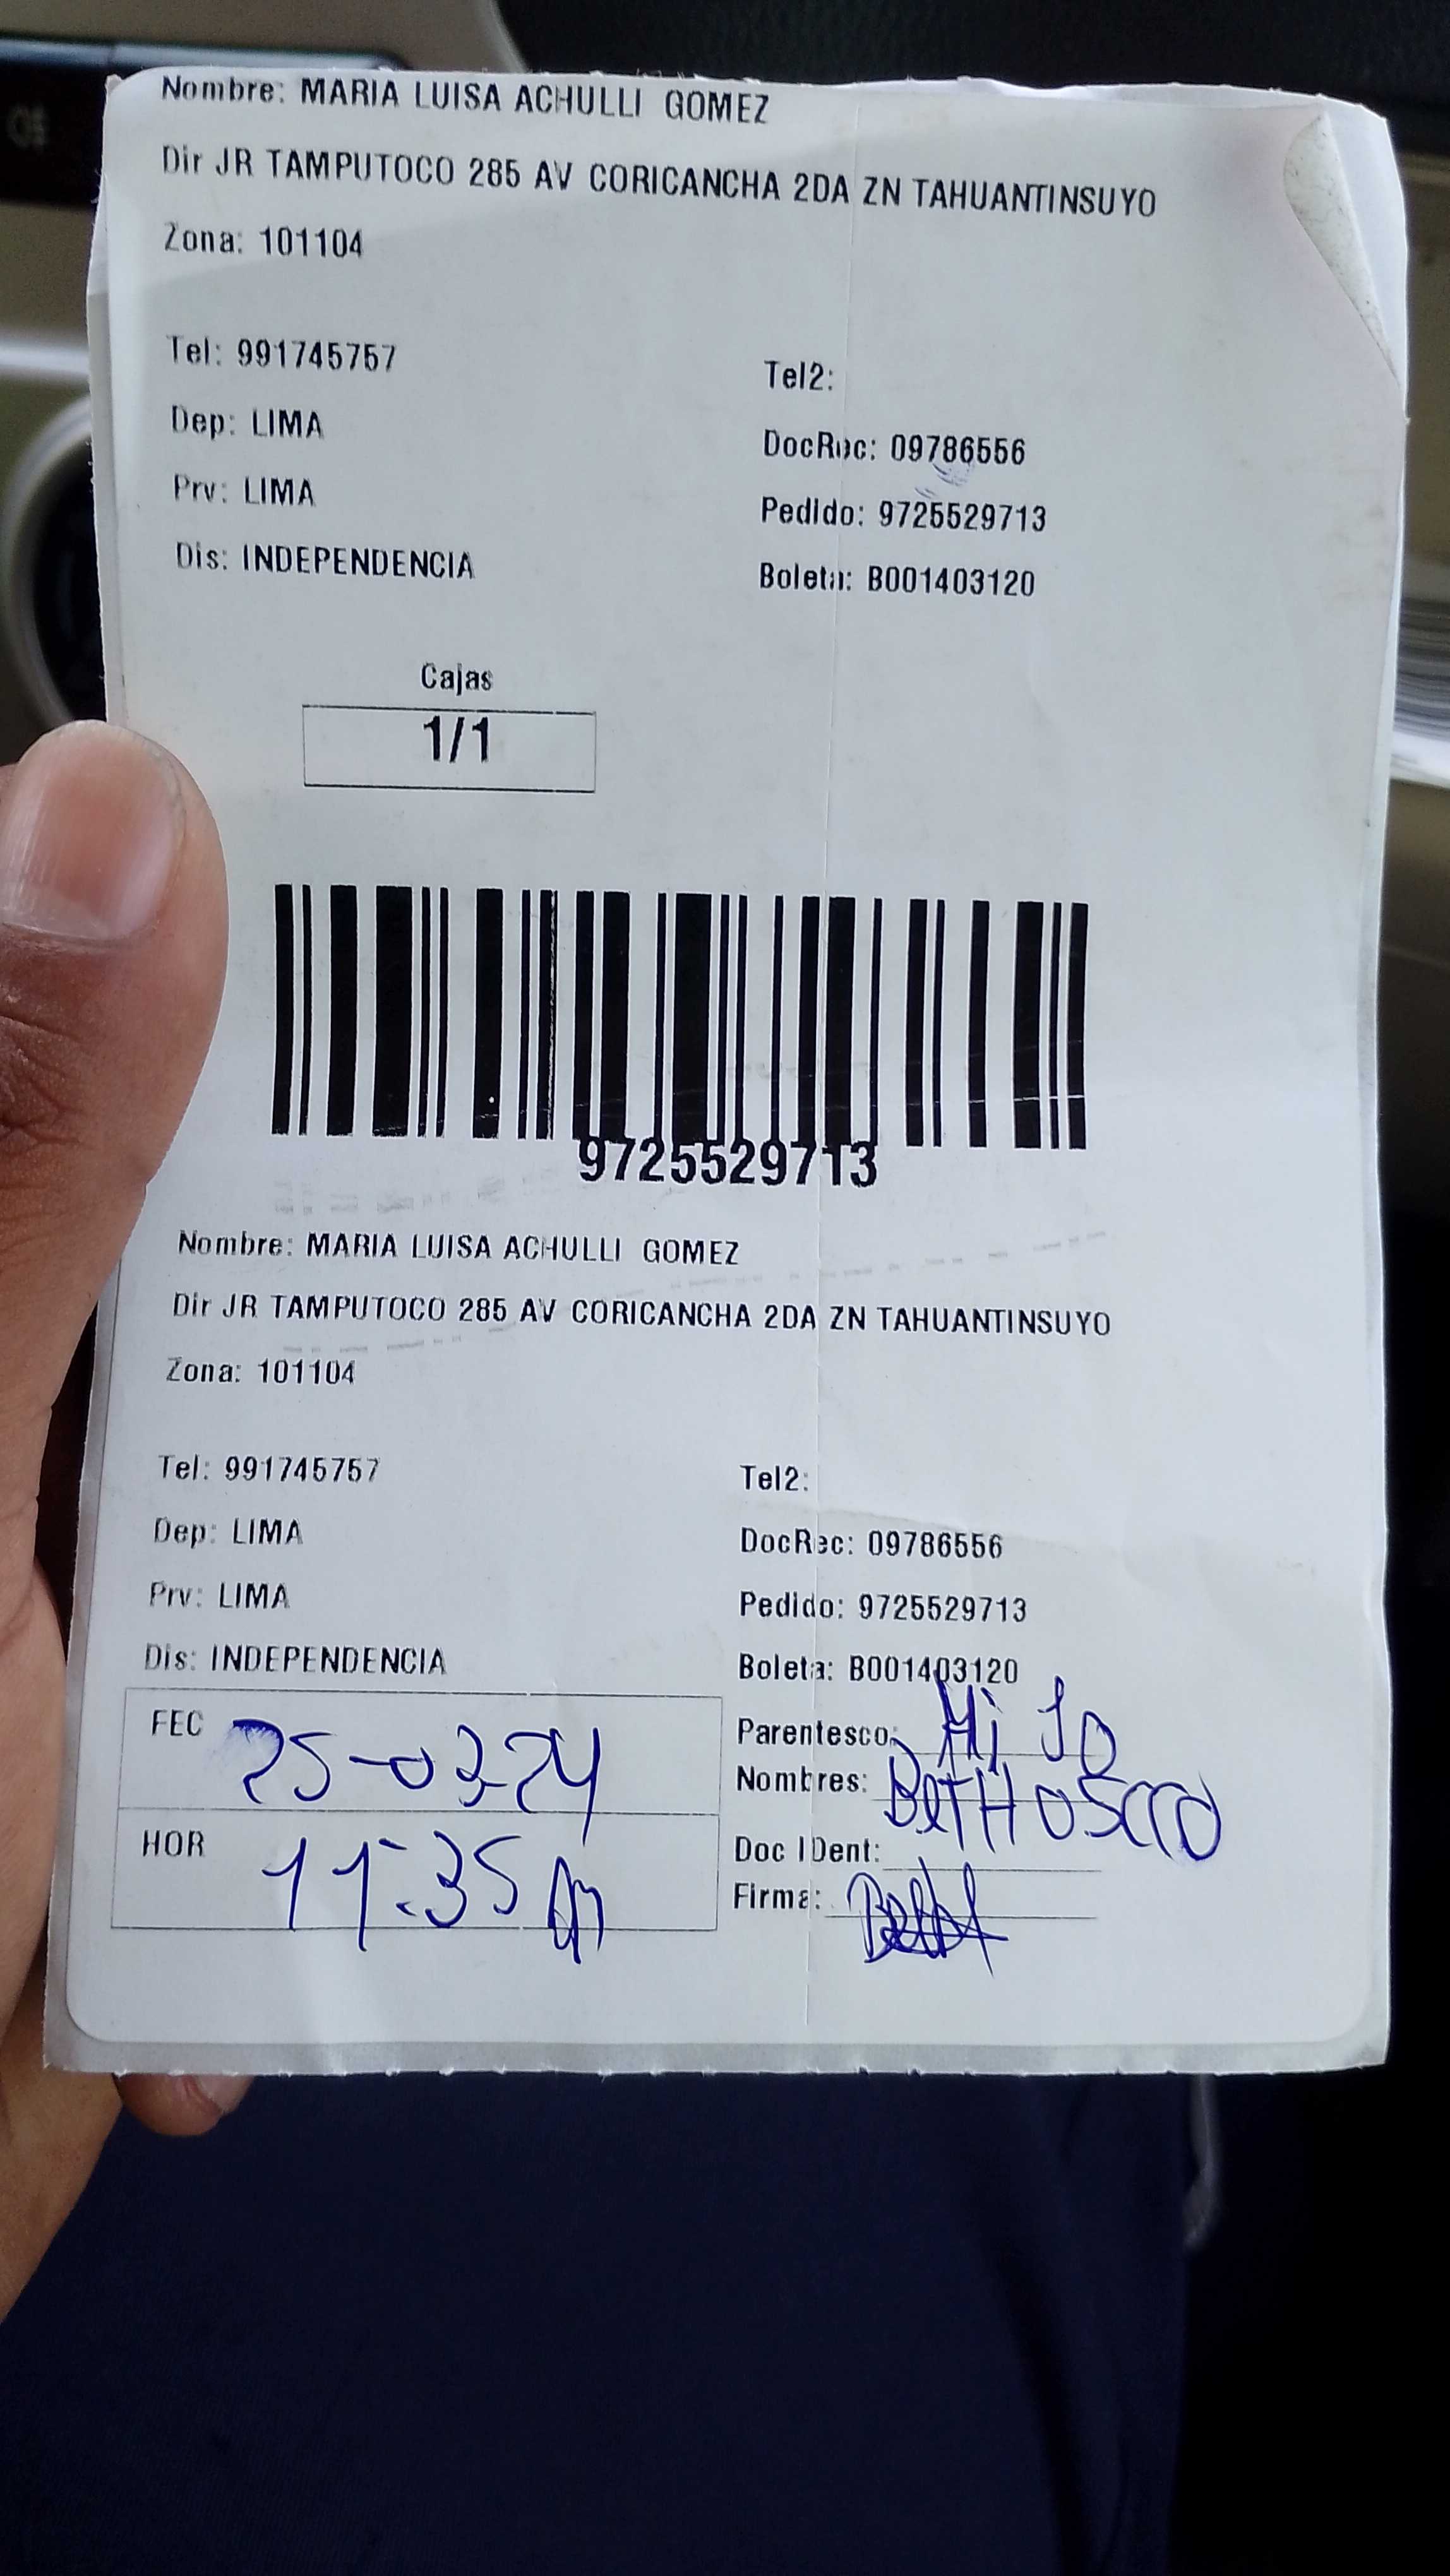 Nombre: MARIA LUISA ACHULLI GOMEZ
Dir JR TAMPUTOCO 285 AV CORICANCHA 2DA ZN TAHUANTINSUYO
Zona: 101104
Tel: 991745757
Tel2:
Dep: LIMA
DocRec: 09786556
Prv: LIMA
Pedido: 9725529713
Dis: INDEPENDENCIA
Boleta: B001403120
Cajas
1/1
9725529713
Nombre: MARIA LUISA ACHULLI GOMEZ
Dir JR TAMPUTOCO 285 AV CORICANCHA 2DA ZN TAHUANTINSUYO
Zona: 101104
Tel: 991745757
Tel2:
Dep: LIMA
DocRec: 09786556
Prv: LIMA
Pedido: 9725529713
Dis: INDEPENDENCIA
Boleta: B001403120
FEC 25-03-24
Parentesco: Hijo
Nombres:
HOR 11:35 am
Doc IDent:
Firma: